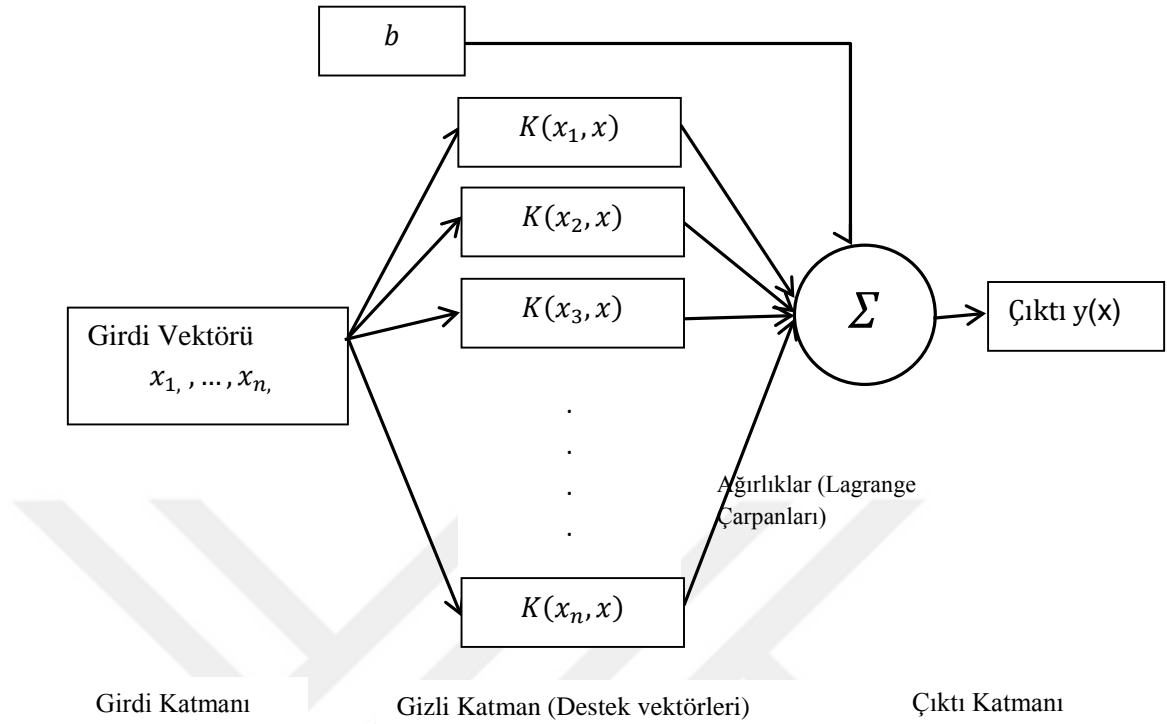 b
K(x₁, x)
K(x₂, x)
K(x₃, x)
Girdi Vektörü
x₁, , … , xₙ,
Σ
Çıktı y(x)
.
.
.
.
Ağırlıklar (Lagrange
Çarpanları)
K(xₙ, x)
Girdi Katmanı
Gizli Katman (Destek vektörleri)
Çıktı Katmanı